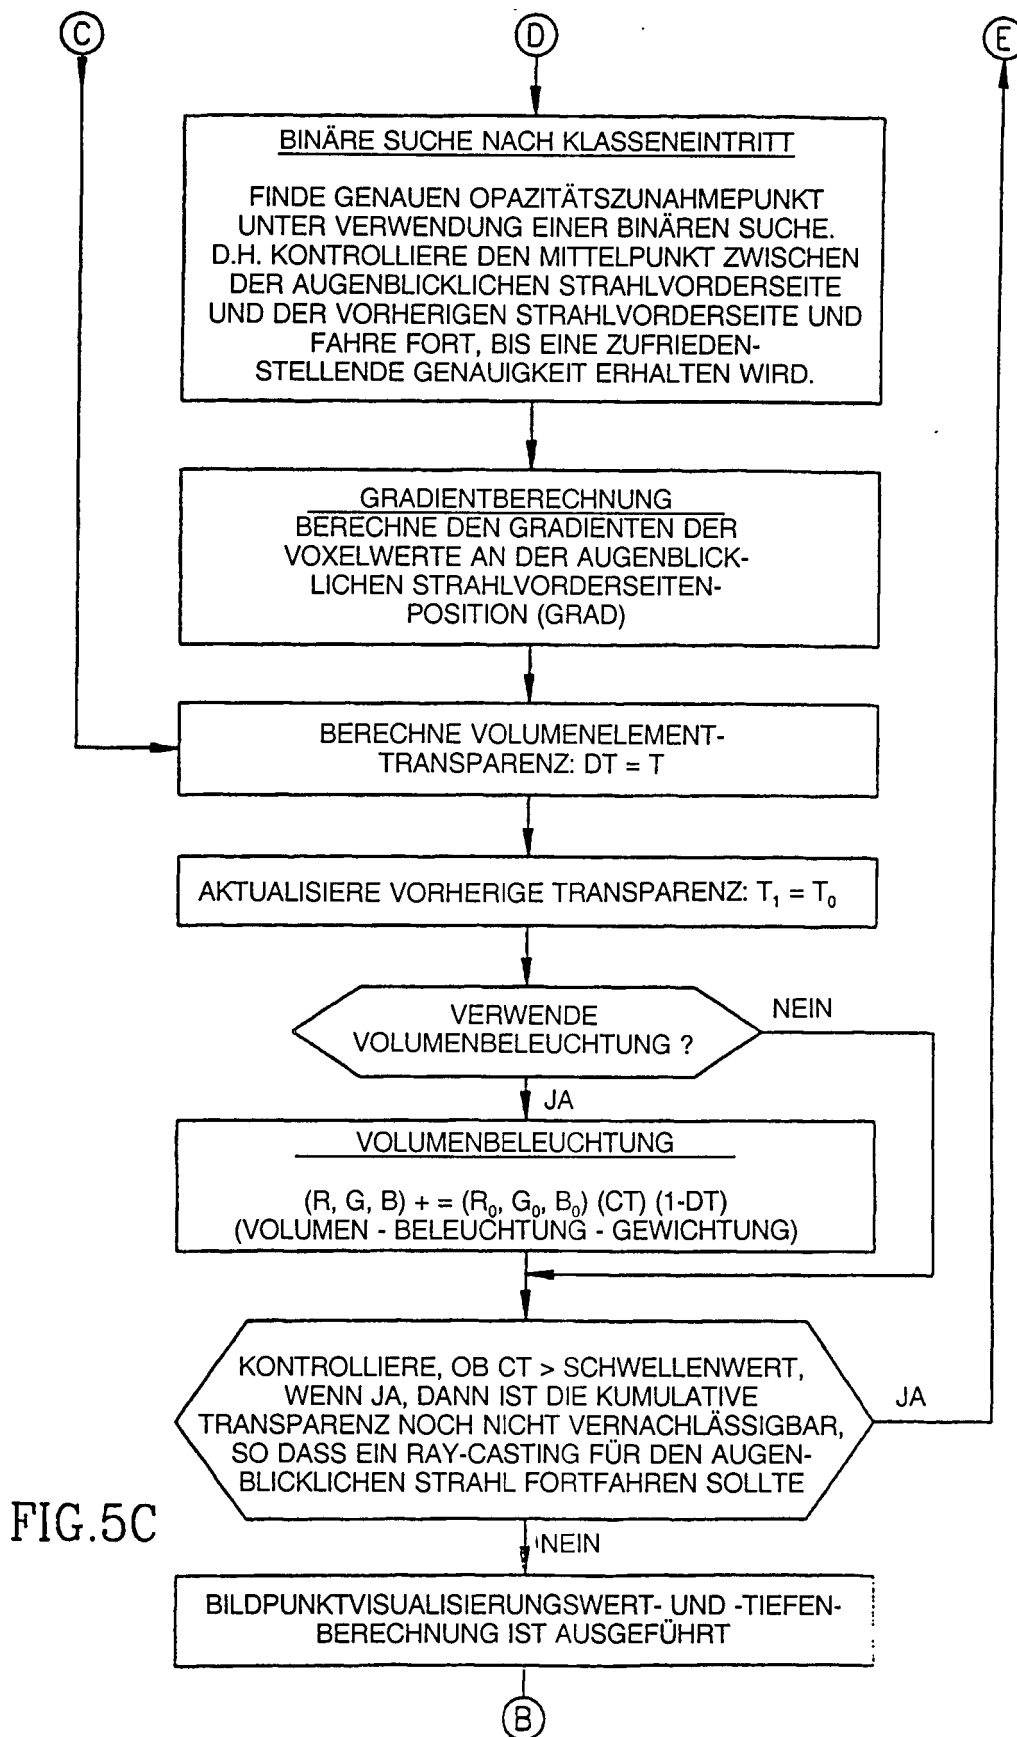 C
D
E
BINÄRE SUCHE NACH KLASSENEINTRITT
FINDE GENAUEN OPAZITÄTSZUNAHMEPUNKT
UNTER VERWENDUNG EINER BINÄREN SUCHE.
D.H. KONTROLLIERE DEN MITTELPUNKT ZWISCHEN
DER AUGENBLICKLICHEN STRAHLVORDERSEITE
UND DER VORHERIGEN STRAHLVORDERSEITE UND
FAHRE FORT, BIS EINE ZUFRIEDEN-
STELLENDE GENAUIGKEIT ERHALTEN WIRD.
GRADIENTBERECHNUNG
BERECHNE DEN GRADIENTEN DER
VOXELWERTE AN DER AUGENBLICK-
LICHEN STRAHLVORDERSEITEN-
POSITION (GRAD)
BERECHNE VOLUMENELEMENT-
TRANSPARENZ: DT = T
AKTUALISIERE VORHERIGE TRANSPARENZ: T₁ = T₀
VERWENDE
VOLUMENBELEUCHTUNG ?
NEIN
JA
VOLUMENBELEUCHTUNG
(R, G, B) + = (R₀, G₀, B₀) (CT) (1-DT)
(VOLUMEN - BELEUCHTUNG - GEWICHTUNG)
KONTROLLIERE, OB CT > SCHWELLENWERT,
WENN JA, DANN IST DIE KUMULATIVE
TRANSPARENZ NOCH NICHT VERNACHLÄSSIGBAR,
SO DASS EIN RAY-CASTING FÜR DEN AUGEN-
BLICKLICHEN STRAHL FORTFAHREN SOLLTE
JA
FIG.5C
NEIN
BILDPUNKTVISUALISIERUNGSWERT- UND -TIEFEN-
BERECHNUNG IST AUSGEFÜHRT
B